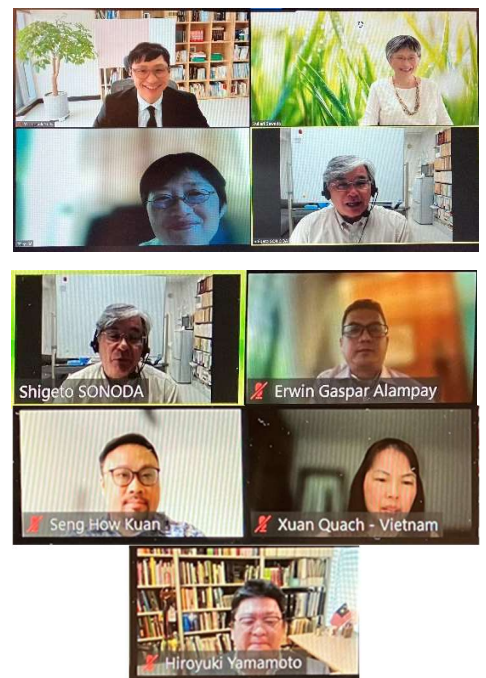 Shigeto SONODA
Erwin Gaspar Alampay
Seng How Kuan
Xuan Quach - Vietnam
Hiroyuki Yamamoto